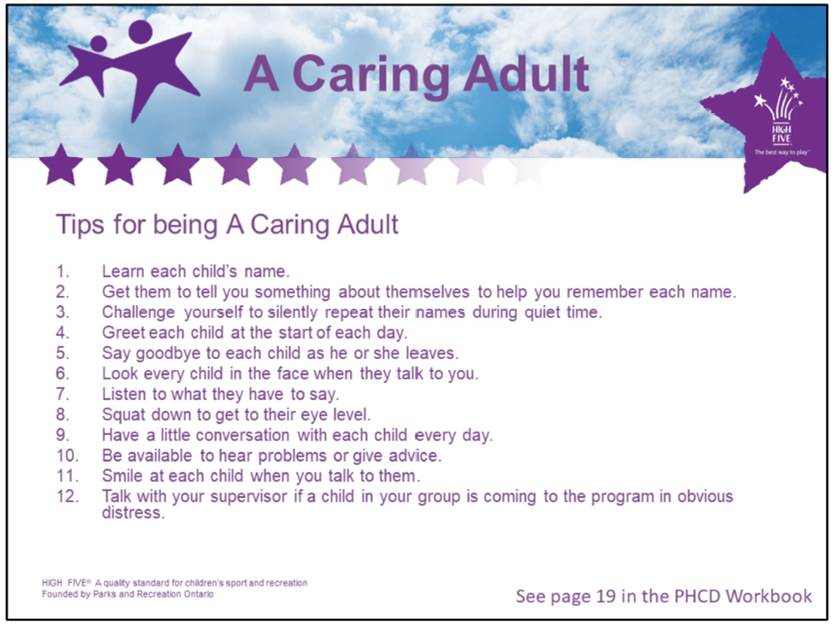 A Caring Adult
HIGH
FIVE
The best way to play™
Tips for being A Caring Adult
1. Learn each child's name.
2. Get them to tell you something about themselves to help you remember each name.
3. Challenge yourself to silently repeat their names during quiet time.
4. Greet each child at the start of each day.
5. Say goodbye to each child as he or she leaves.
6. Look every child in the face when they talk to you.
7. Listen to what they have to say.
8. Squat down to get to their eye level.
9. Have a little conversation with each child every day.
10. Be available to hear problems or give advice.
11. Smile at each child when you talk to them.
12. Talk with your supervisor if a child in your group is coming to the program in obvious
distress.
HIGH FIVE® A quality standard for children's sport and recreation
Founded by Parks and Recreation Ontario
See page 19 in the PHCD Workbook